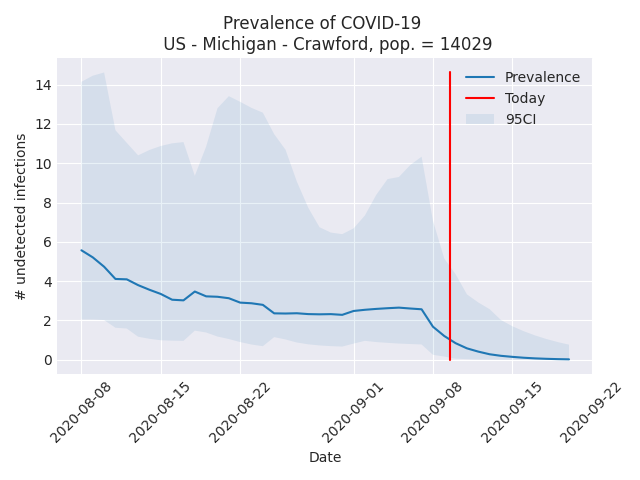 Prevalence of COVID-19
US - Michigan - Crawford, pop. = 14029
# undetected infections
14
12
10
8
6
4
2
0
Prevalence
Today
95CI
2020-08-08
2020-08-15
2020-08-22
2020-09-01
2020-09-08
2020-09-15
2020-09-22
Date